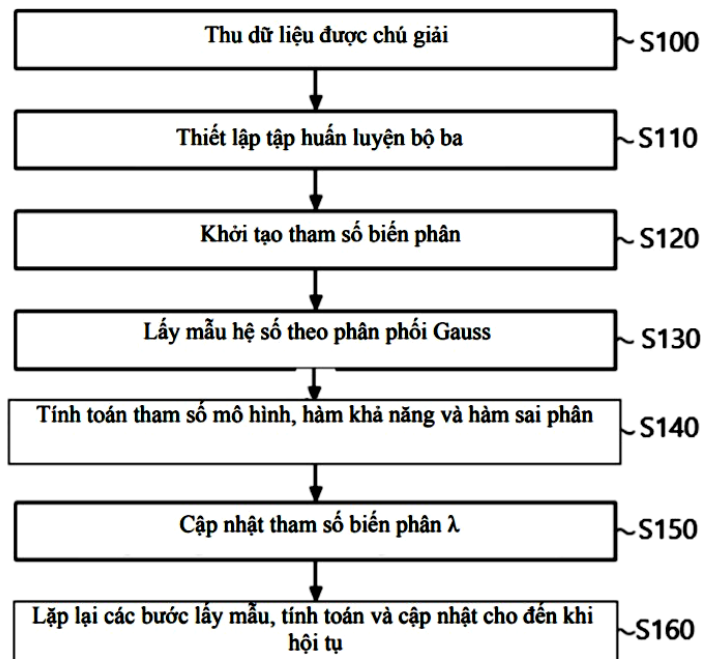 Thu dữ liệu được chú giải
S100
Thiết lập tập huấn luyện bộ ba
S110
Khởi tạo tham số biến phân
S120
Lấy mẫu hệ số theo phân phối Gauss
S130
Tính toán tham số mô hình, hàm khả năng và hàm sai phân
S140
Cập nhật tham số biến phân λ
S150
Lặp lại các bước lấy mẫu, tính toán và cập nhật cho đến khi
hội tụ
S160